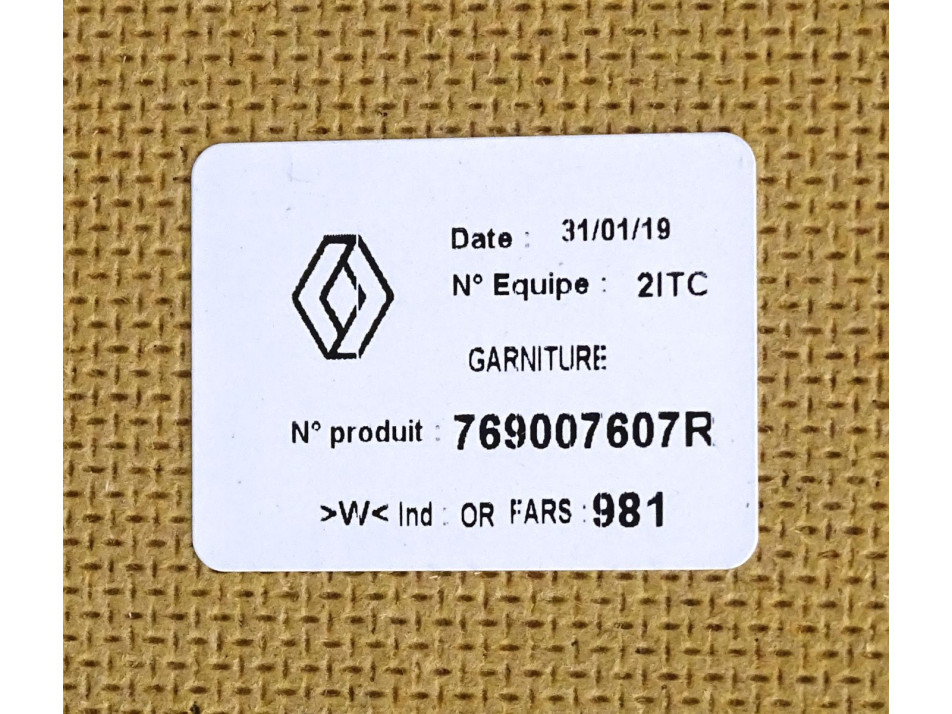 Date : 31/01/19
N° Equipe : 2ITC
GARNITURE
N° produit : 769007607R
>W< Ind : OR FARS : 981